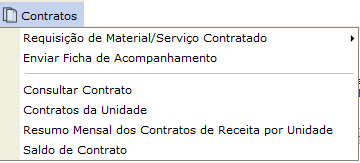 Contratos
Requisição de Material/Serviço Contratado
Enviar Ficha de Acompanhamento
Consultar Contrato
Contratos da Unidade
Resumo Mensal dos Contratos de Receita por Unidade
Saldo de Contrato